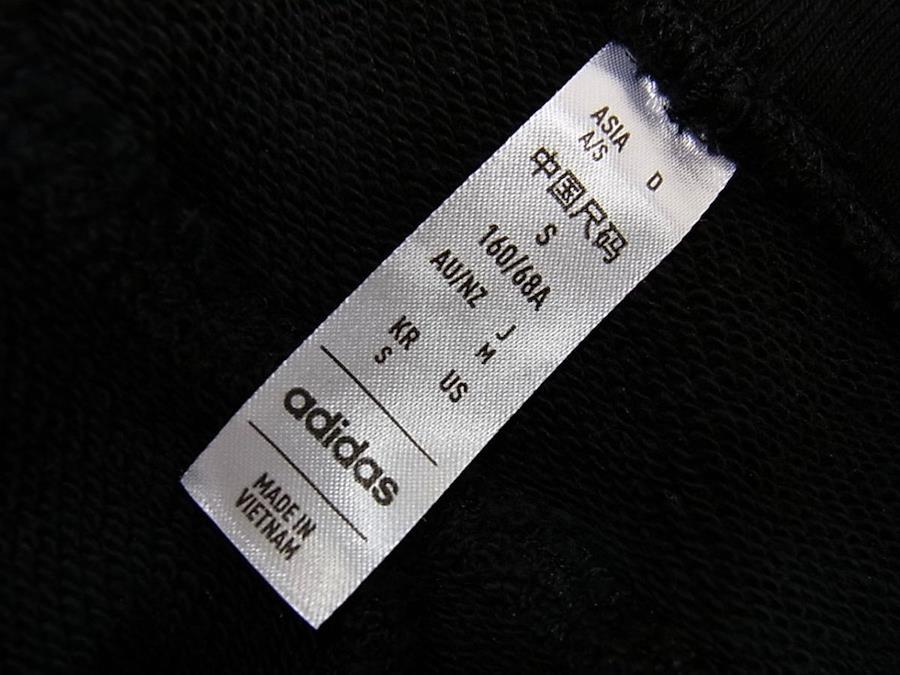 ASIA
A/S D
中国尺码
S
160/68A
AU/NZ J
M
KR US
S
adidas
MADE IN
VIETNAM